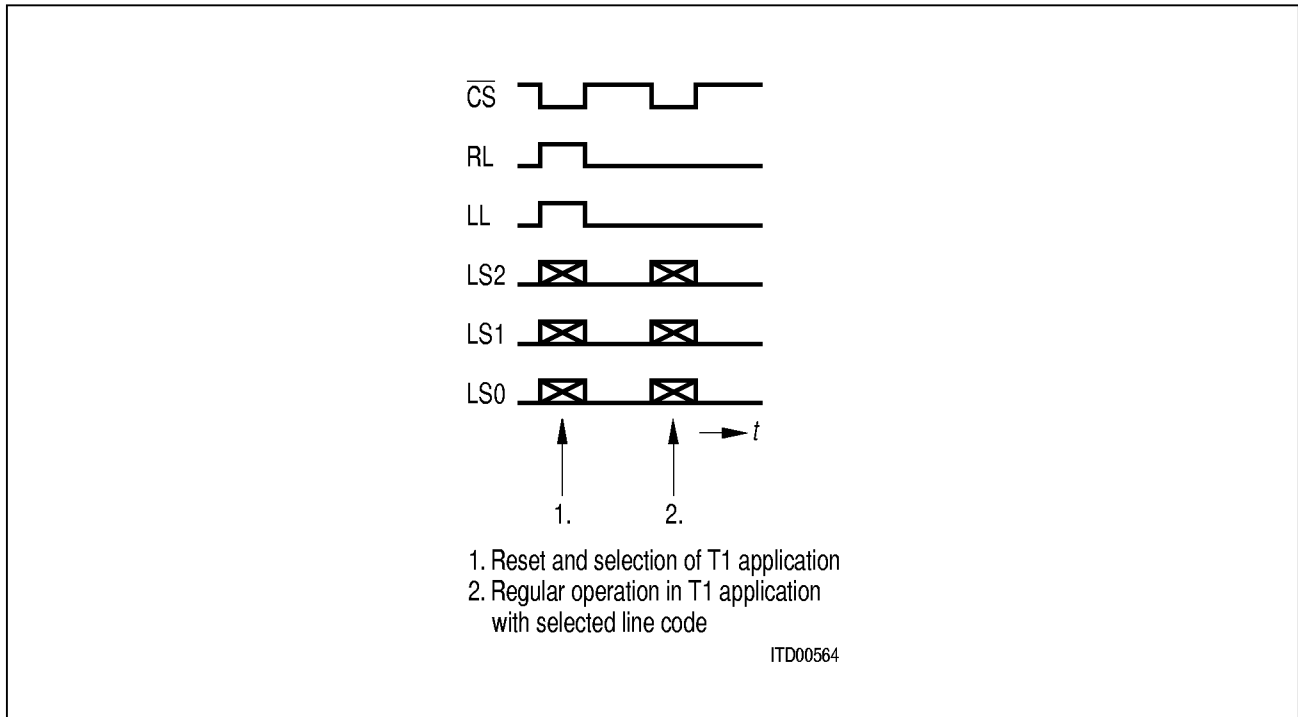 C̅S̅
RL
LL
LS2
LS1
LS0
t
1. 2.
1. Reset and selection of T1 application
2. Regular operation in T1 application
with selected line code
ITD00564